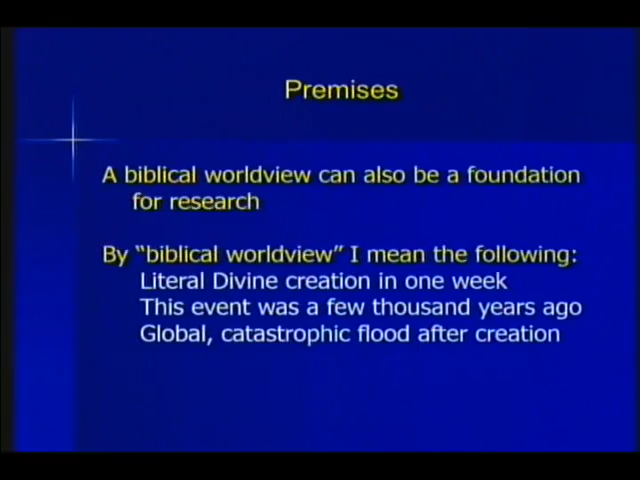 Premises
A biblical worldview can also be a foundation
for research
By “biblical worldview” I mean the following:
Literal Divine creation in one week
This event was a few thousand years ago
Global, catastrophic flood after creation